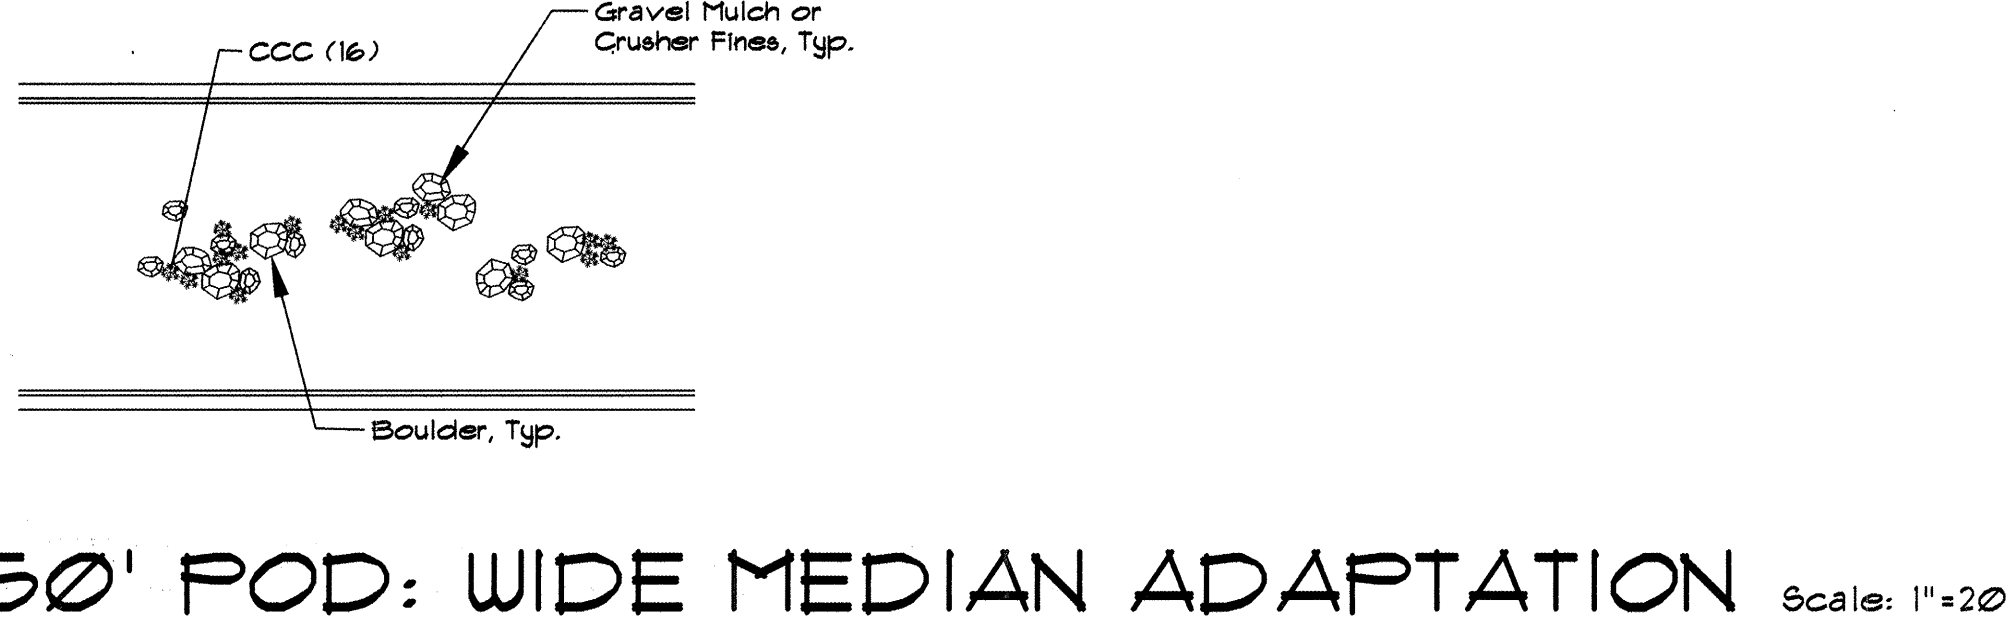 Gravel Mulch or
Crusher Fines, Typ.
CCC (16)
Boulder, Typ.
50' POD: WIDE MEDIAN ADAPTATION
Scale: 1"=20